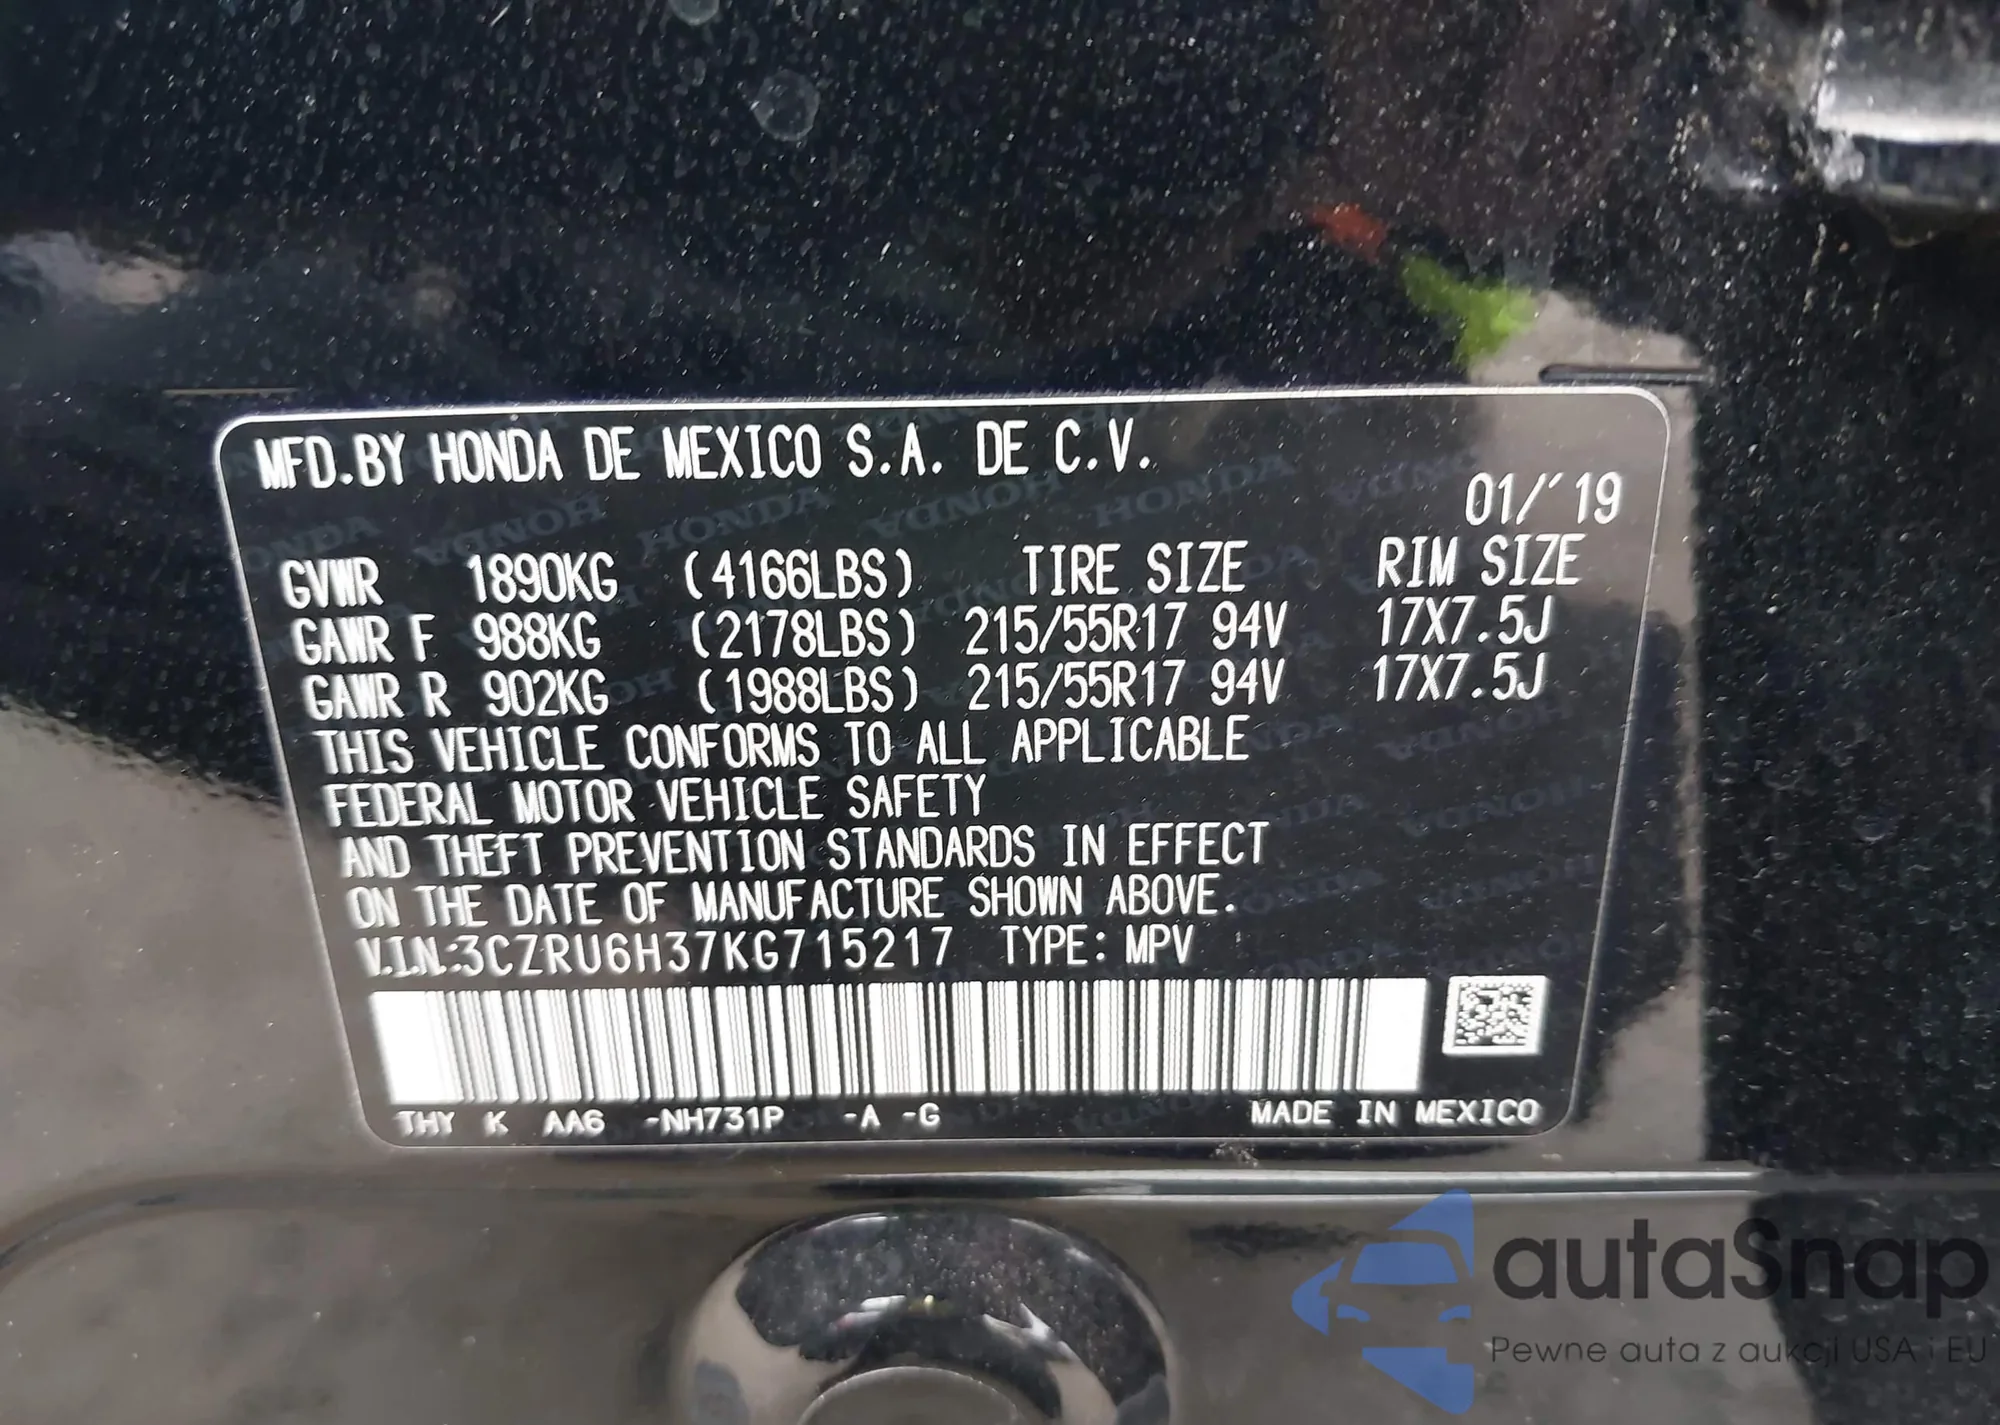 MFD.BY HONDA DE MEXICO S.A. DE C.V.
01/'19
GVWR 1890KG (4166LBS) TIRE SIZE RIM SIZE
GAWR F 988KG (2178LBS) 215/55R17 94V 17X7.5J
GAWR R 902KG (1988LBS) 215/55R17 94V 17X7.5J
THIS VEHICLE CONFORMS TO ALL APPLICABLE
FEDERAL MOTOR VEHICLE SAFETY
AND THEFT PREVENTION STANDARDS IN EFFECT
ON THE DATE OF MANUFACTURE SHOWN ABOVE.
V.I.N.:3CZRU6H37KG715217 TYPE: MPV
THY K AA6 -NH731P -A -G MADE IN MEXICO
autaSnap
Pewne auta z aukcji USA i EU